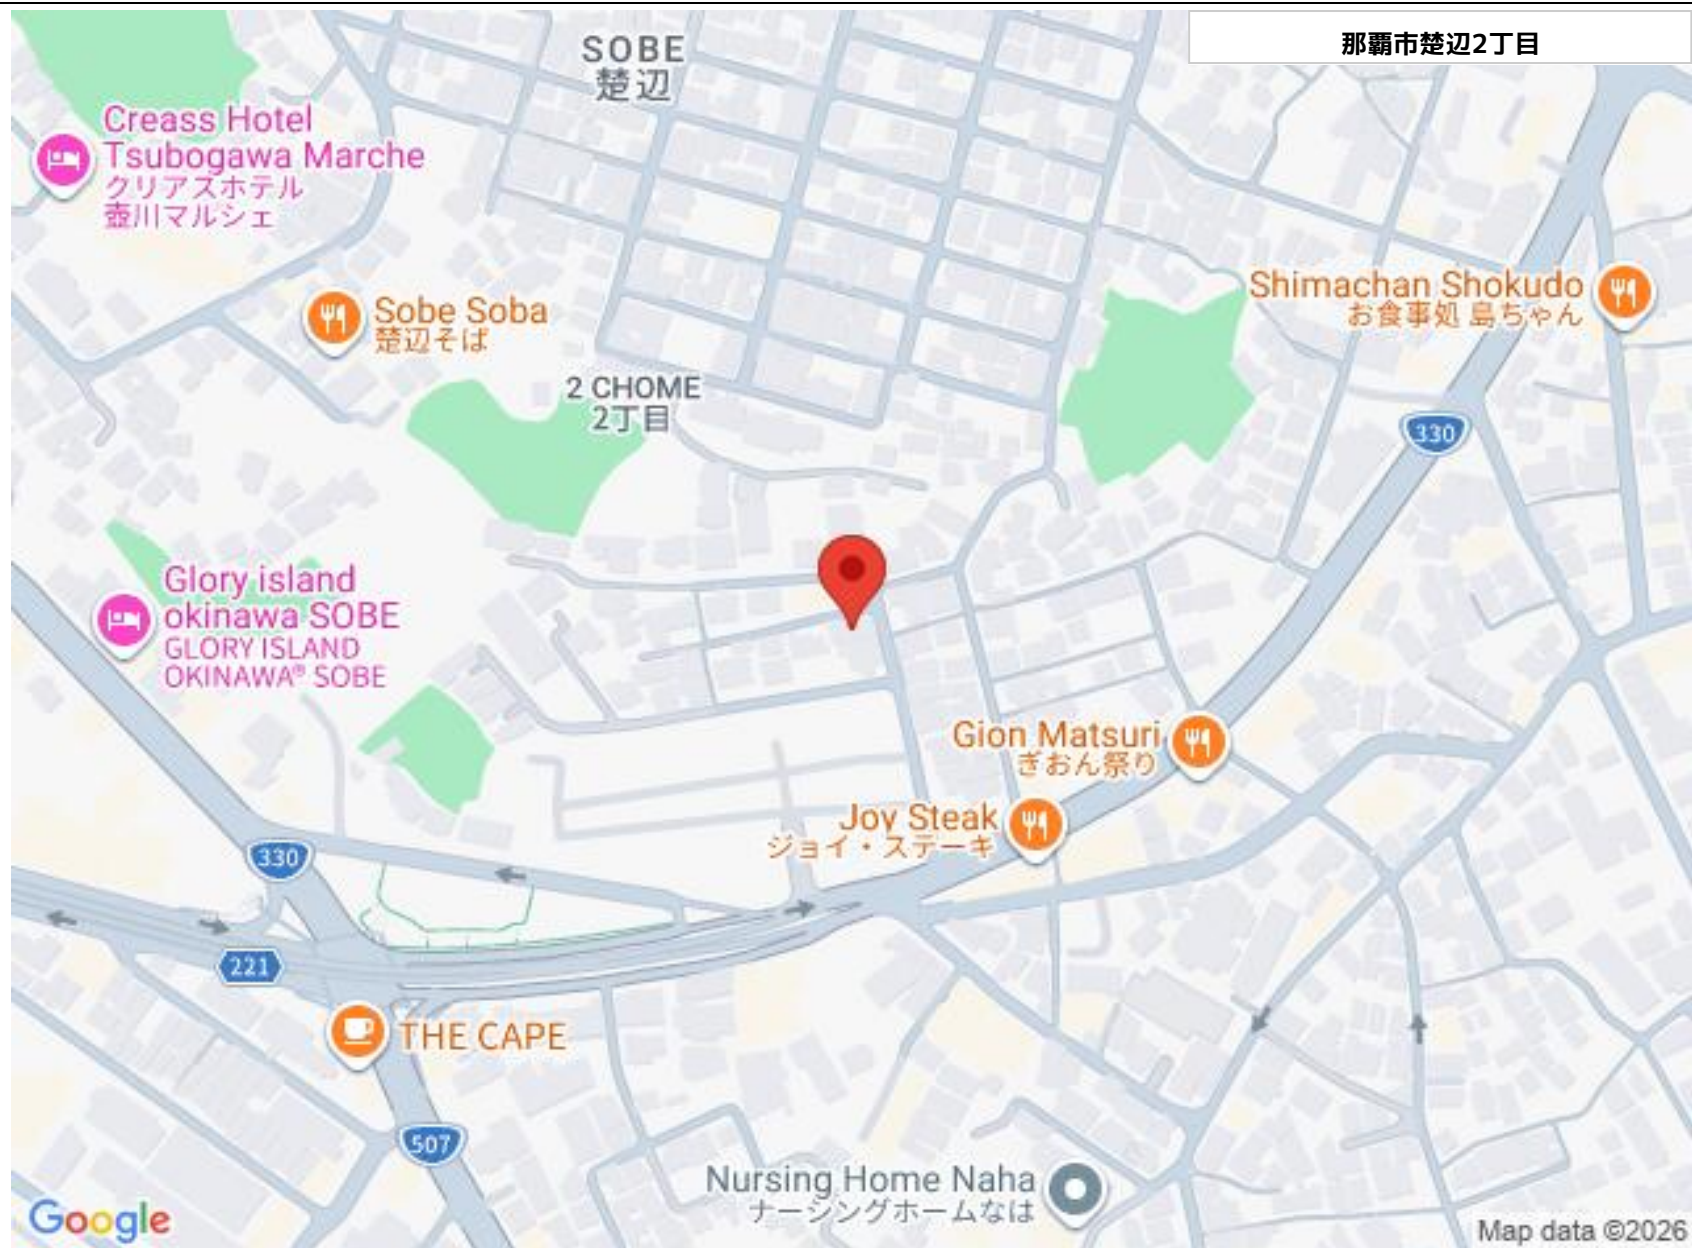 那覇市楚辺2丁目
SOBE
楚辺
Creass Hotel
Tsubogawa Marche
クリアスホテル
壺川マルシェ
Sobe Soba
楚辺そば
Shimachan Shokudo
お食事処 島ちゃん
2 CHOME
2丁目
330
Glory island
okinawa SOBE
GLORY ISLAND
OKINAWA® SOBE
Gion Matsuri
ぎおん祭り
Joy Steak
ジョイ・ステーキ
330
221
THE CAPE
507
Nursing Home Naha
ナーシングホームなは
Google
Map data ©2026